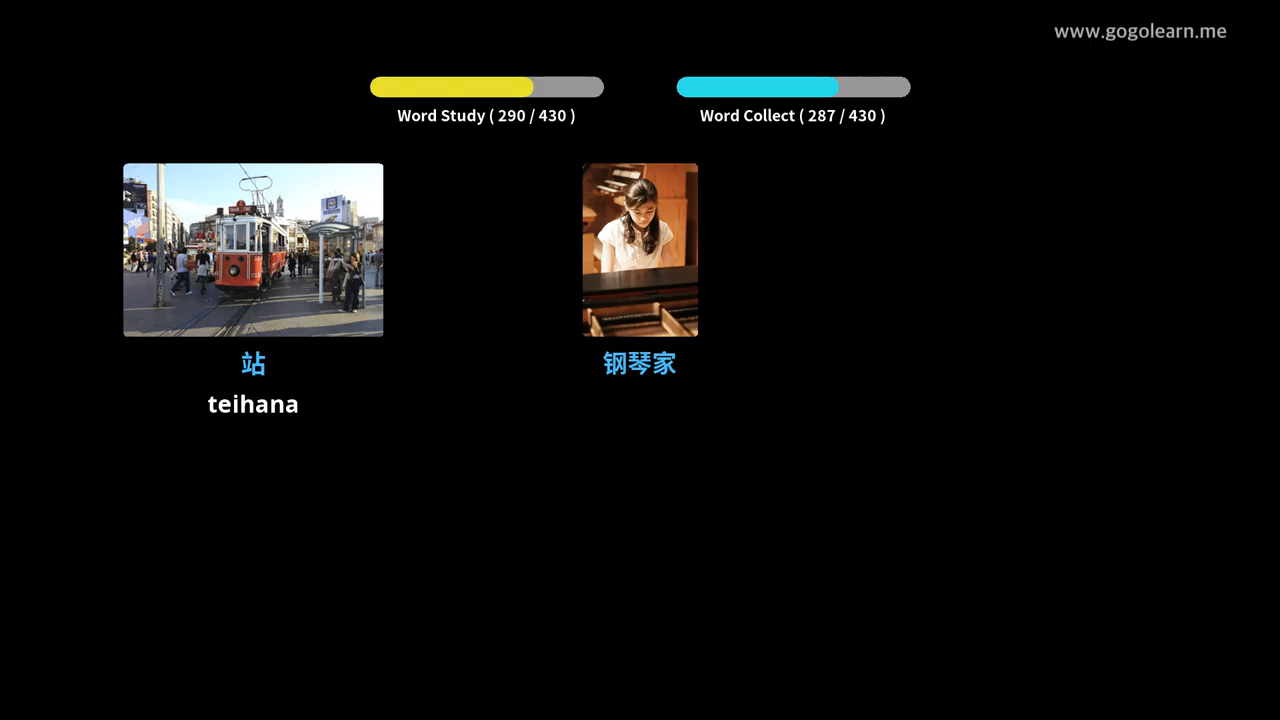 www.gogolearn.me
Word Study ( 290 / 430 )
Word Collect ( 287 / 430 )
站
teihana
钢琴家